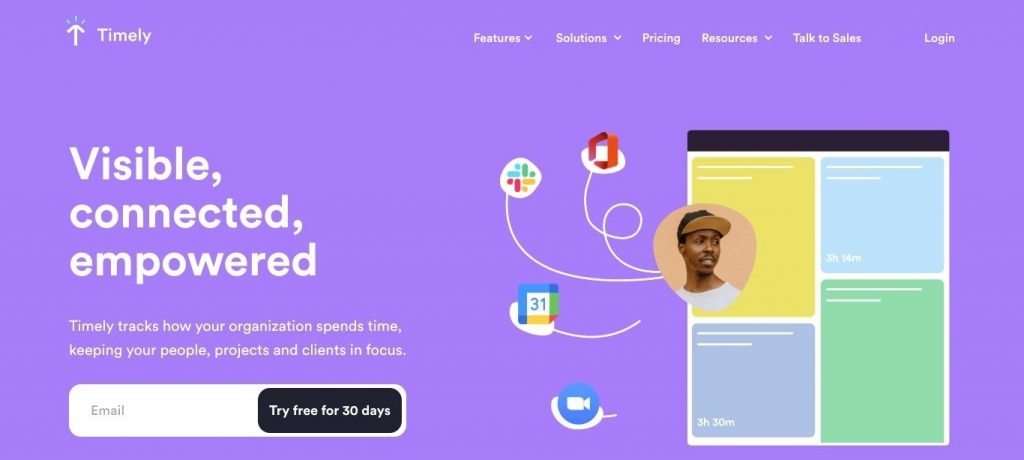 Timely
Features
Solutions
Pricing
Resources
Talk to Sales
Login
Visible,
connected,
empowered
Timely tracks how your organization spends time,
keeping your people, projects and clients in focus.
Email
Try free for 30 days
31
3h 14m
3h 30m